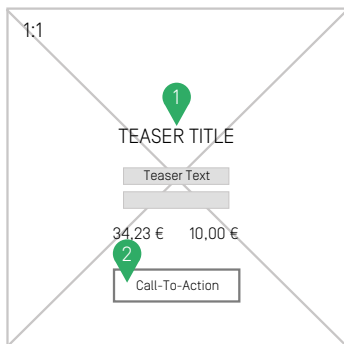 1:1
1
TEASER TITLE
Teaser Text
34,23 € 10,00 €
2
Call-To-Action